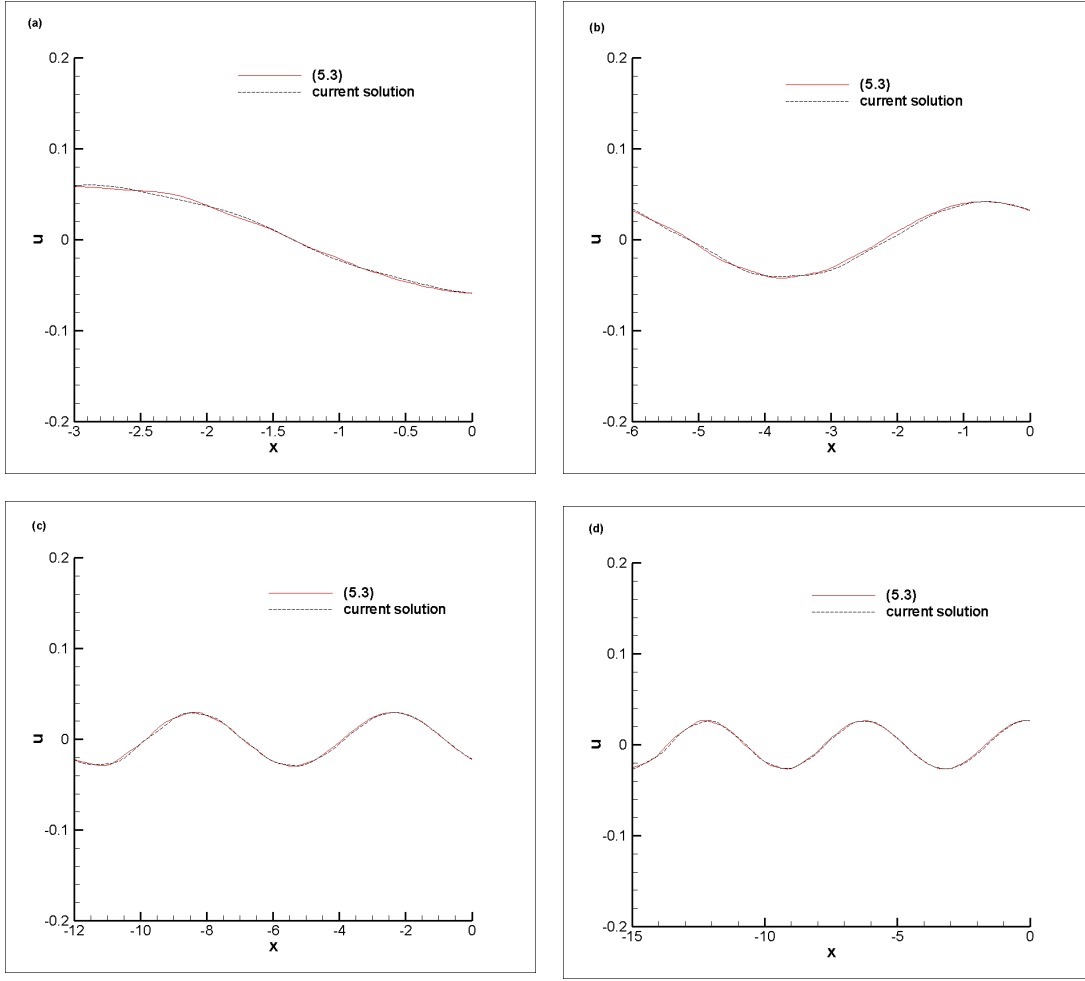 (a)
0.2
(5.3)
current solution
0.1
u
0
-0.1
-0.2
-3 -2.5 -2 -1.5 -1 -0.5 0
x
(b)
0.2
(5.3)
current solution
0.1
u
0
-0.1
-0.2
-6 -5 -4 -3 -2 -1 0
x
(c)
0.2
(5.3)
current solution
0.1
u
0
-0.1
-0.2
-12 -10 -8 -6 -4 -2 0
x
(d)
0.2
(5.3)
current solution
0.1
u
0
-0.1
-0.2
-15 -10 -5 0
x